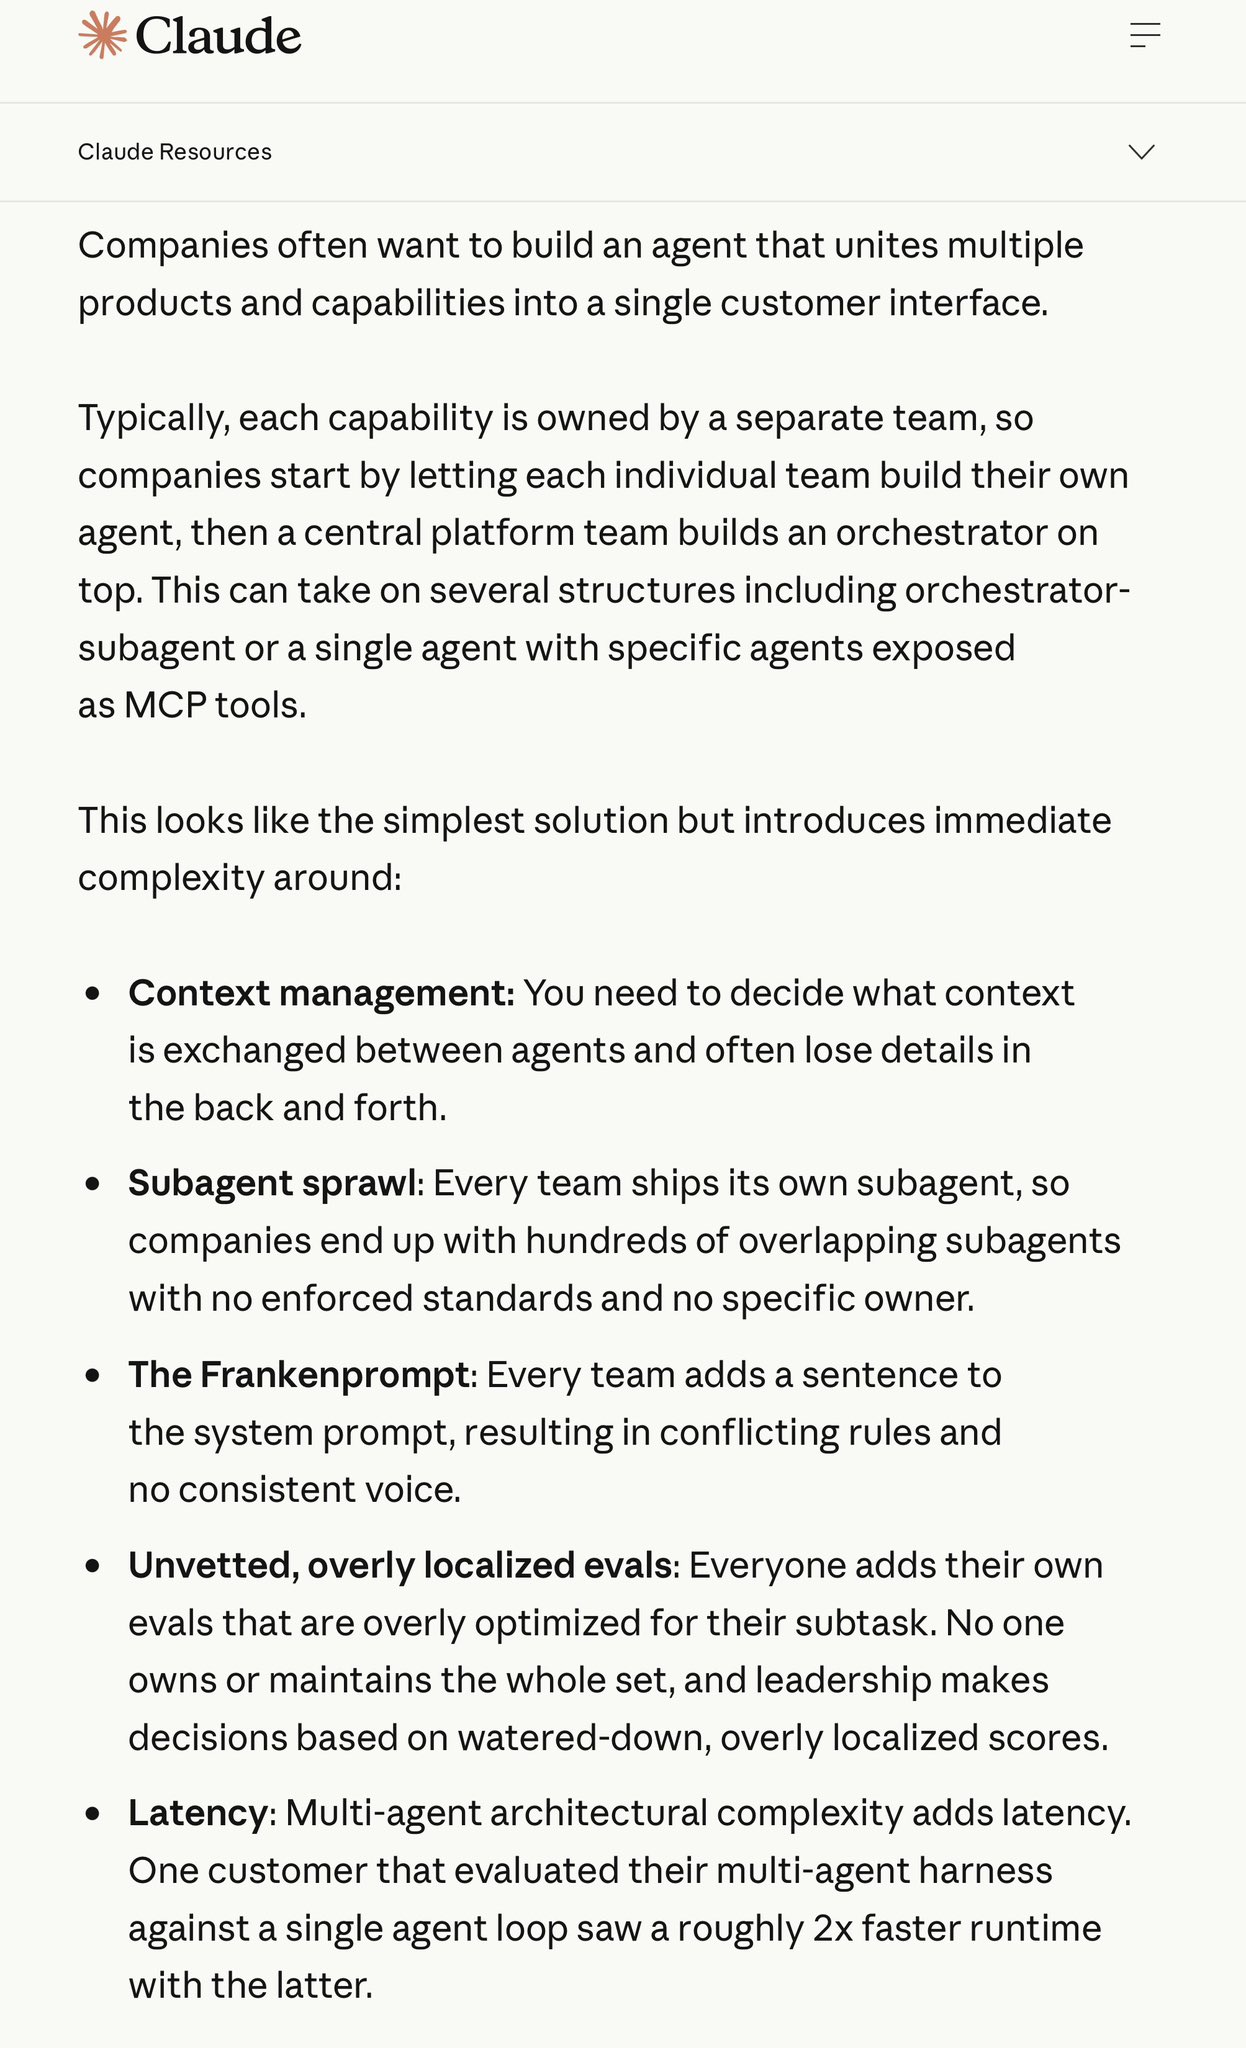 Claude
Claude Resources
Companies often want to build an agent that unites multiple
products and capabilities into a single customer interface.
Typically, each capability is owned by a separate team, so
companies start by letting each individual team build their own
agent, then a central platform team builds an orchestrator on
top. This can take on several structures including orchestrator-
subagent or a single agent with specific agents exposed
as MCP tools.
This looks like the simplest solution but introduces immediate
complexity around:
• Context management: You need to decide what context
is exchanged between agents and often lose details in
the back and forth.
• Subagent sprawl: Every team ships its own subagent, so
companies end up with hundreds of overlapping subagents
with no enforced standards and no specific owner.
• The Frankenprompt: Every team adds a sentence to
the system prompt, resulting in conflicting rules and
no consistent voice.
• Unvetted, overly localized evals: Everyone adds their own
evals that are overly optimized for their subtask. No one
owns or maintains the whole set, and leadership makes
decisions based on watered-down, overly localized scores.
• Latency: Multi-agent architectural complexity adds latency.
One customer that evaluated their multi-agent harness
against a single agent loop saw a roughly 2x faster runtime
with the latter.